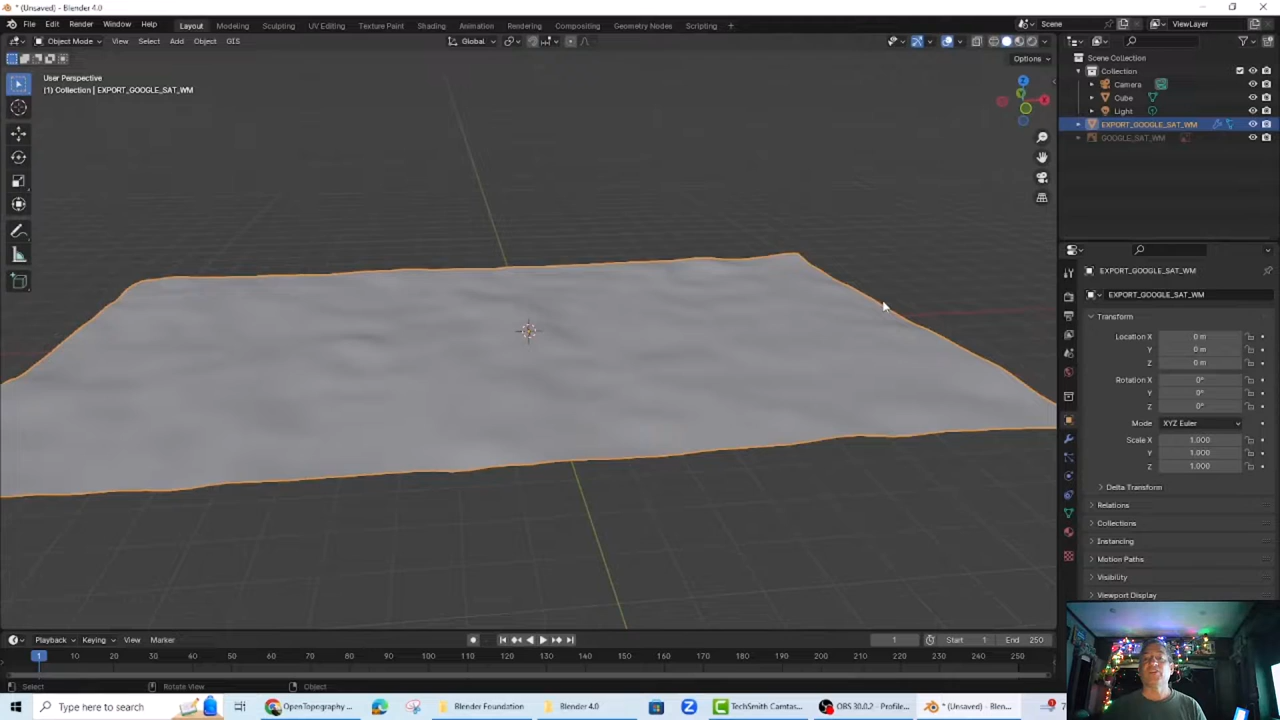 * (Unsaved) - Blender 4.0
File Edit Render Window Help Layout Modeling Sculpting UV Editing Texture Paint Shading Animation Rendering Compositing Geometry Nodes Scripting + Scene ViewLayer
Object Mode View Select Add Object GIS Global
Options
User Perspective
(1) Collection | EXPORT_GOOGLE_SAT_WM
Z
Y
X
Scene Collection
Collection
Camera
Cube
Light
EXPORT_GOOGLE_SAT_WM
GOOGLE_SAT_WM
EXPORT_GOOGLE_SAT_WM
EXPORT_GOOGLE_SAT_WM
Transform
Location X 0 m
Y 0 m
Z 0 m
Rotation X 0°
Y 0°
Z 0°
Mode XYZ Euler
Scale X 1.000
Y 1.000
Z 1.000
Delta Transform
Relations
Collections
Instancing
Motion Paths
Visibility
Viewport Display
Playback Keying View Marker 1 Start 1 End 250
1 10 20 30 40 50 60 70 80 90 100 110 120 130 140 150 160 170 180 190 200 210 220 230 240 250
Select Rotate View Object
Type here to search OpenTopography ... Blender Foundation Blender 4.0 TechSmith Camtas... OBS 30.0.2 - Profile... * (Unsaved) - Blen...